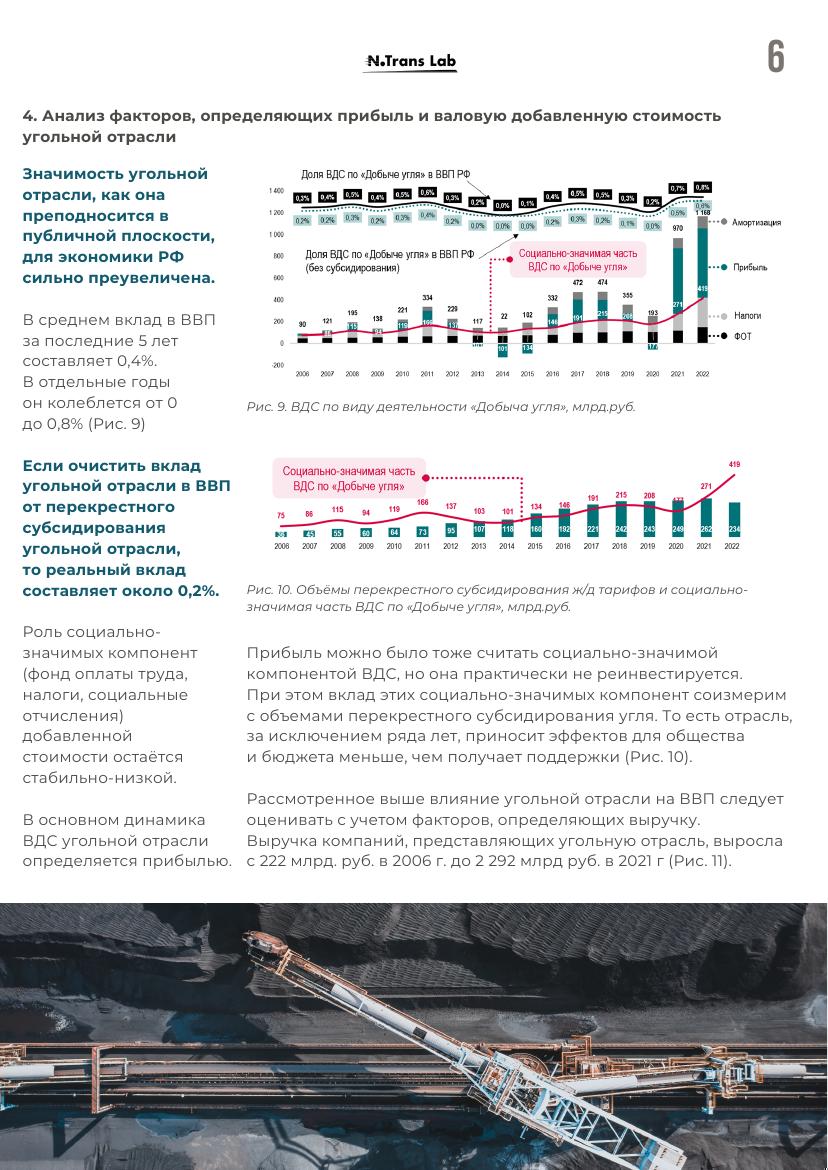 N.Trans Lab
6
4. Анализ факторов, определяющих прибыль и валовую добавленную стоимость
угольной отрасли
Значимость угольной
отрасли, как она
преподносится в
публичной плоскости,
для экономики РФ
сильно преувеличена.
В среднем вклад в ВВП
за последние 5 лет
составляет 0,4%.
В отдельные годы
он колеблется от 0
до 0,8% (Рис. 9)
Если очистить вклад
угольной отрасли в ВВП
от перекрестного
субсидирования
угольной отрасли,
то реальный вклад
составляет около 0,2%.
Роль социально-
значимых компонент
(фонд оплаты труда,
налоги, социальные
отчисления)
добавленной
стоимости остаётся
стабильно-низкой.
В основном динамика
ВДС угольной отрасли
определяется прибылью.
Доля ВДС по «Добыче угля» в ВВП РФ
0,3% 0,4% 0,5% 0,4% 0,5% 0,6% 0,3% 0,2% 0,0% 0,1% 0,4% 0,5% 0,5% 0,3% 0,2% 0,7% 0,8%
0,2% 0,2% 0,3% 0,2% 0,3% 0,4% 0,2% 0,0% 0,0% 0,0% 0,2% 0,3% 0,2% 0,1% 0,0% 0,5% 0,6%
Доля ВДС по «Добыче угля» в ВВП РФ
(без субсидирования)
Социально-значимая часть
ВДС по «Добыче угля»
1 400
1 200
1 000
800
600
400
200
0
-200
90 121 195 138 221 334 229 117 22 102 332 472 474 355 193 970 1 168
115 94 119 166 137 101 134 146 191 215 208 177 271 419
2006 2007 2008 2009 2010 2011 2012 2013 2014 2015 2016 2017 2018 2019 2020 2021 2022
Амортизация
Прибыль
Налоги
ФОТ
Рис. 9. ВДС по виду деятельности «Добыча угля», млрд.руб.
Социально-значимая часть
ВДС по «Добыче угля»
75 86 115 94 119 166 137 103 101 134 146 191 215 208 177 271 419
36 45 55 60 64 73 95 107 118 160 192 221 242 243 249 262 234
2006 2007 2008 2009 2010 2011 2012 2013 2014 2015 2016 2017 2018 2019 2020 2021 2022
Рис. 10. Объёмы перекрестного субсидирования ж/д тарифов и социально-
значимая часть ВДС по «Добыче угля», млрд.руб.
Прибыль можно было тоже считать социально-значимой
компонентой ВДС, но она практически не реинвестируется.
При этом вклад этих социально-значимых компонент соизмерим
с объемами перекрестного субсидирования угля. То есть отрасль,
за исключением ряда лет, приносит эффектов для общества
и бюджета меньше, чем получает поддержки (Рис. 10).
Рассмотренное выше влияние угольной отрасли на ВВП следует
оценивать с учетом факторов, определяющих выручку.
Выручка компаний, представляющих угольную отрасль, выросла
с 222 млрд. руб. в 2006 г. до 2 292 млрд руб. в 2021 г (Рис. 11).